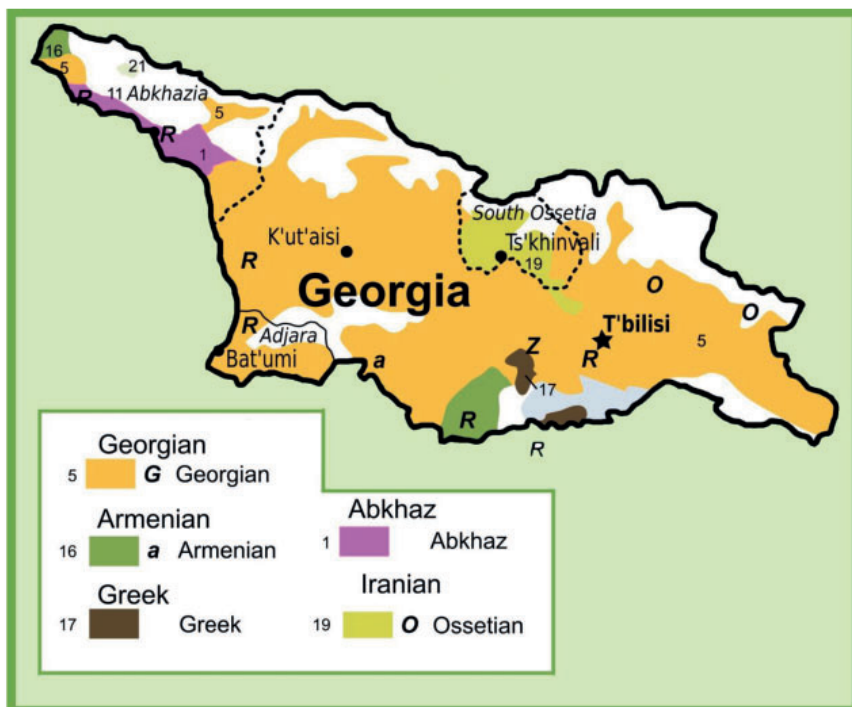 16
5
21
R
11
Abkhazia
5
R
1
South Ossetia
K'ut'aisi
Ts'khinvali
R
19
Georgia
O
O
R
T'bilisi
Adjara
Z
5
Bat'umi
a
R
17
R
R
Georgian
5 G Georgian
Armenian
16 a Armenian
Greek
17 Greek
Abkhaz
1 Abkhaz
Iranian
19 O Ossetian